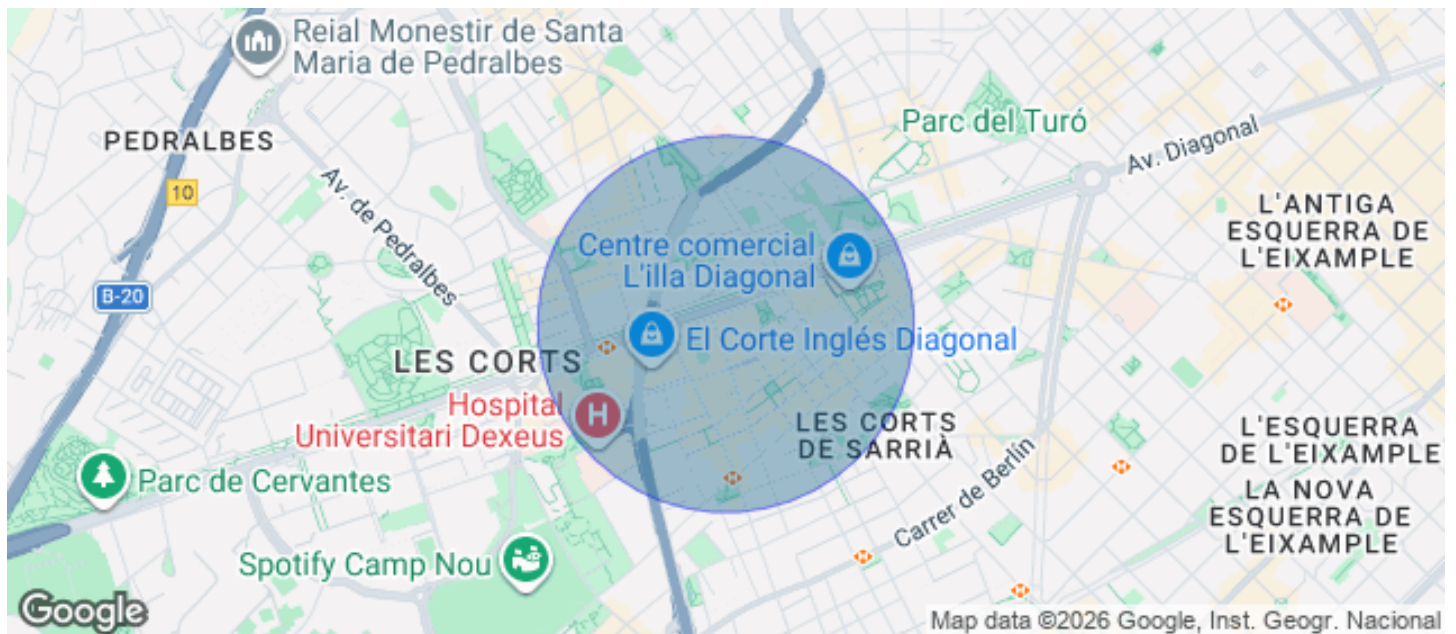 Reial Monestir de Santa
Maria de Pedralbes
PEDRALBES
10
Av. de Pedralbes
B-20
Parc del Turó
Av. Diagonal
L'ANTIGA
ESQUERRA DE
L'EIXAMPLE
Centre comercial
L'illa Diagonal
El Corte Inglés Diagonal
LES CORTS
Hospital
Universitari Dexeus
H
LES CORTS
DE SARRIÀ
L'ESQUERRA
DE L'EIXAMPLE
Parc de Cervantes
Carrer de Berlín
LA NOVA
ESQUERRA DE
L'EIXAMPLE
Spotify Camp Nou
Google
Map data ©2026 Google, Inst. Geogr. Nacional